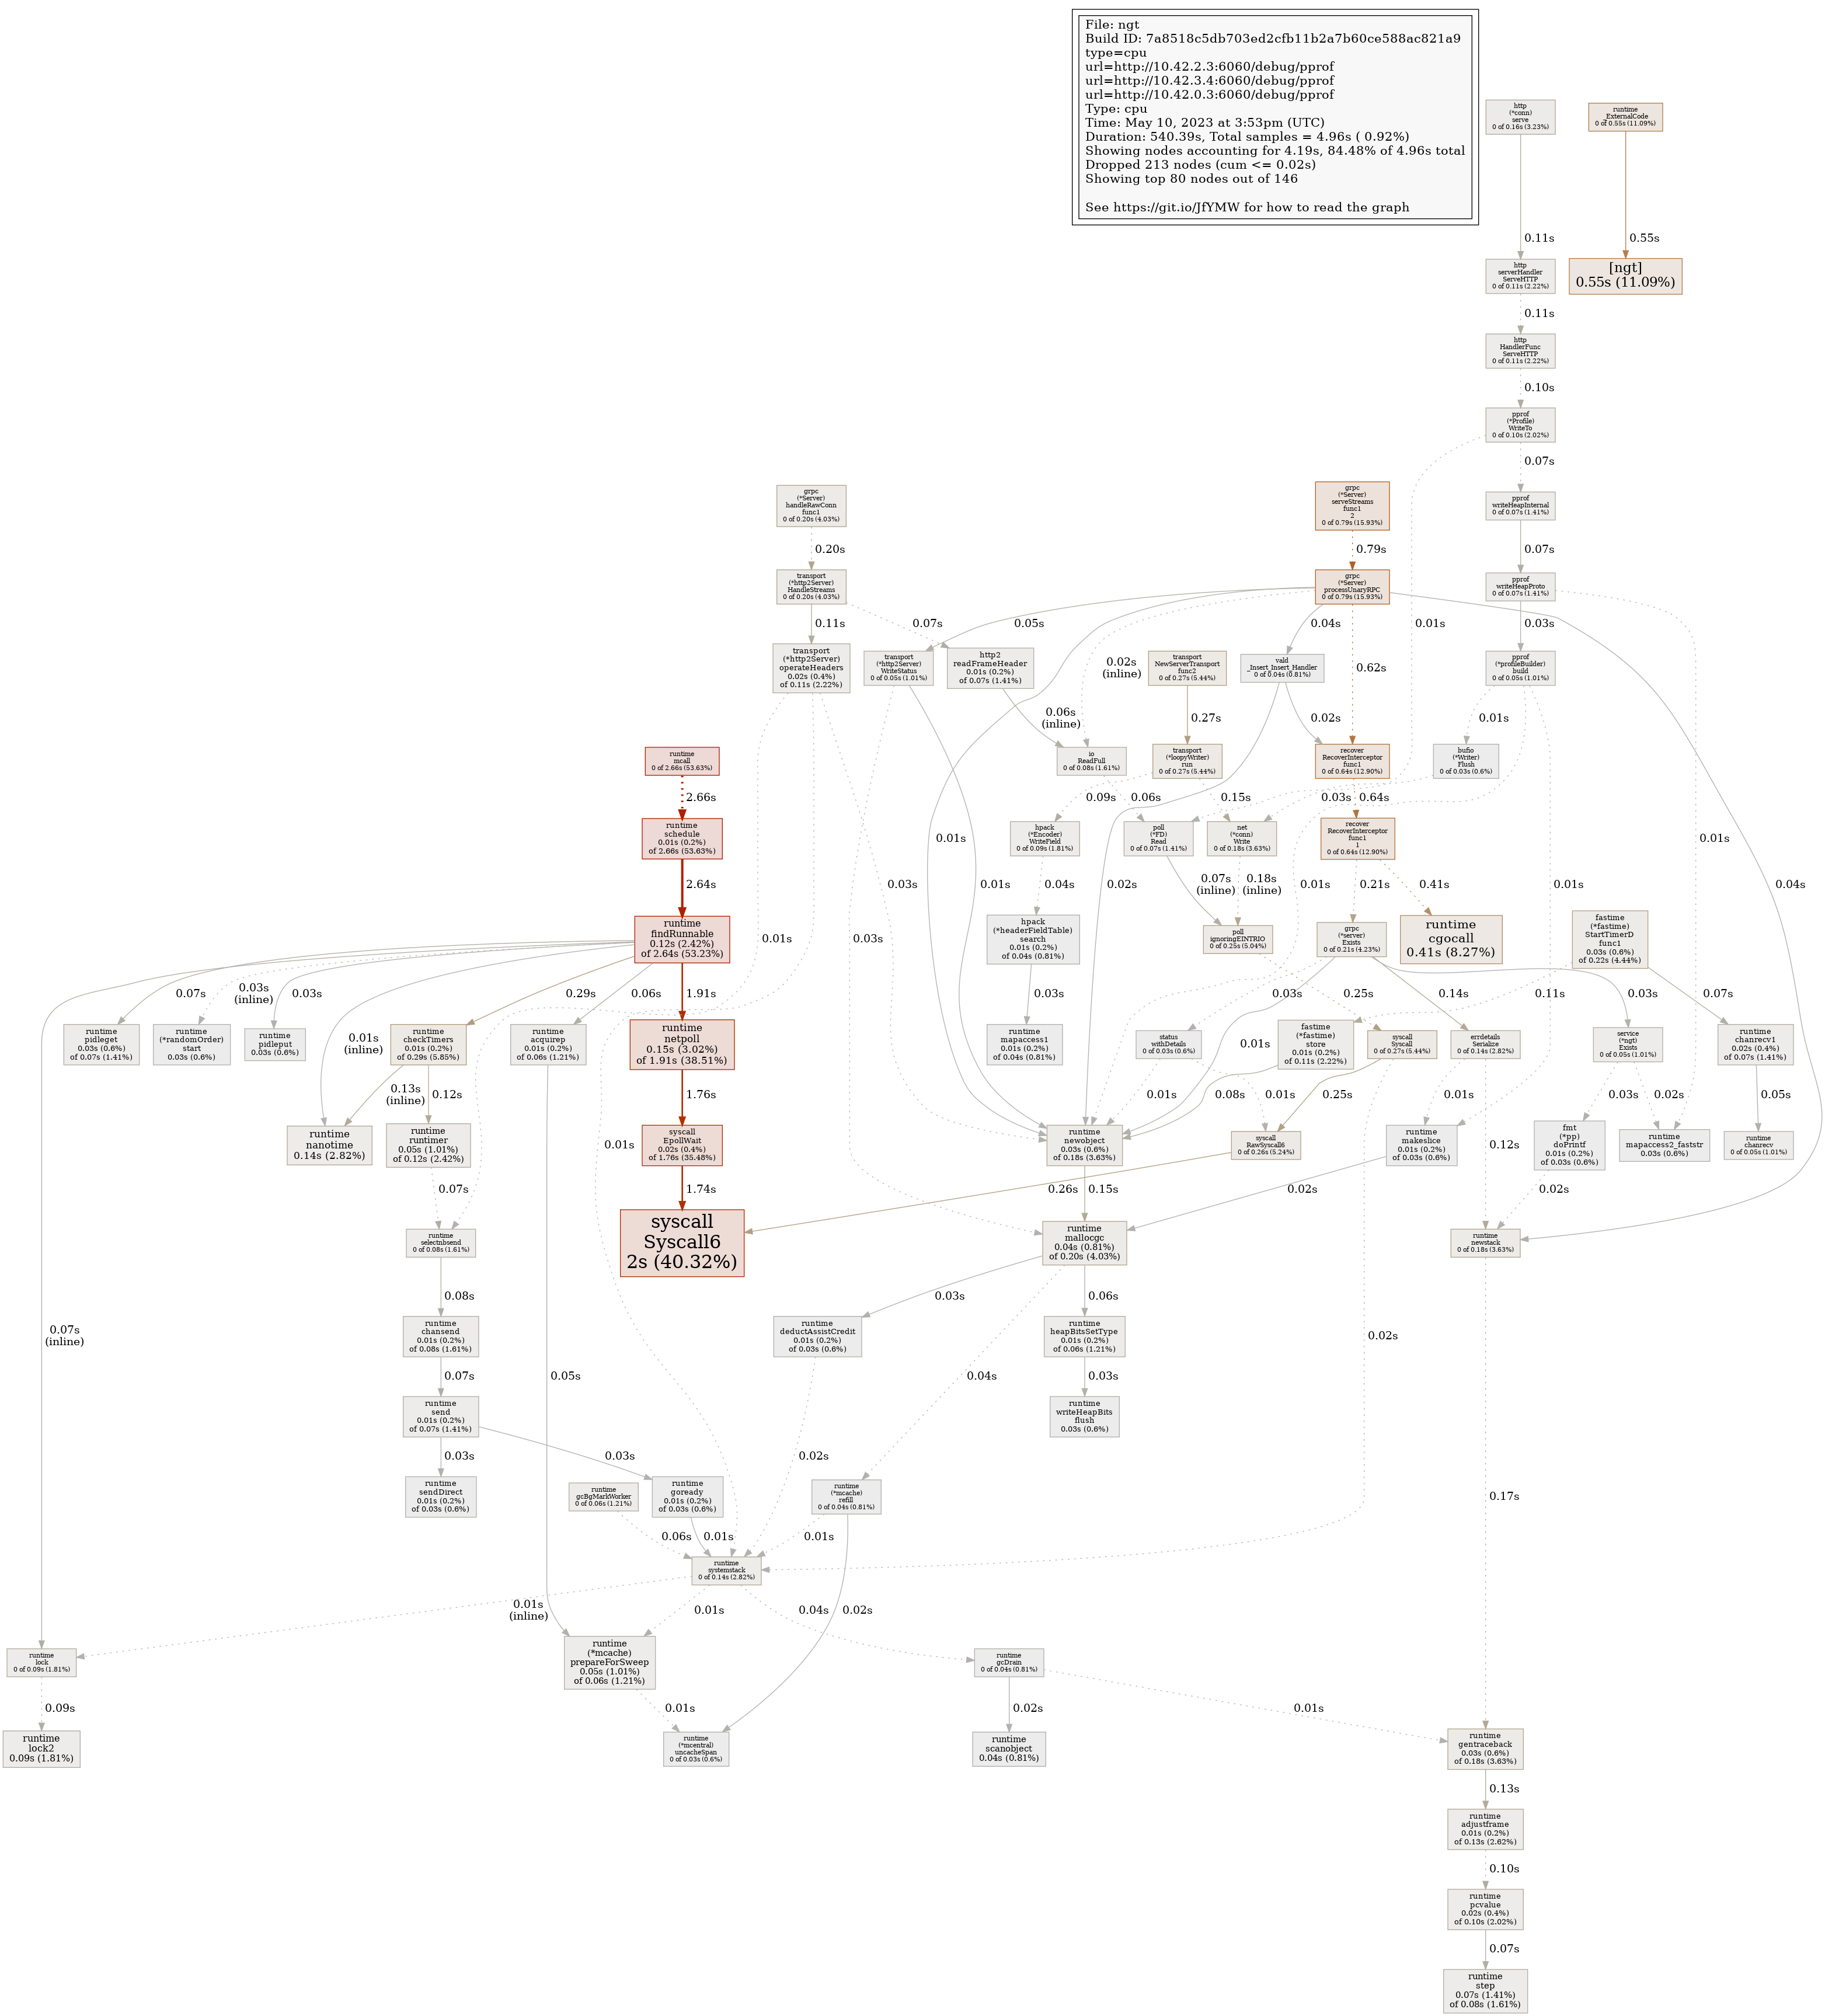 File: ngt
Build ID: 7a8518c5db703ed2cfb11b2a7b60ce588ac821a9
type=cpu
url=http://10.42.2.3:6060/debug/pprof
url=http://10.42.3.4:6060/debug/pprof
url=http://10.42.0.3:6060/debug/pprof
Type: cpu
Time: May 10, 2023 at 3:53pm (UTC)
Duration: 540.39s, Total samples = 4.96s ( 0.92%)
Showing nodes accounting for 4.19s, 84.48% of 4.96s total
Dropped 213 nodes (cum <= 0.02s)
Showing top 80 nodes out of 146
See https://git.io/JfYMW for how to read the graph
http
(*conn)
serve
0 of 0.16s (3.23%)
runtime
_ExternalCode
0 of 0.55s (11.09%)
0.11s
0.55s
http
serverHandler
ServeHTTP
0 of 0.11s (2.22%)
[ngt]
0.55s (11.09%)
0.11s
http
HandlerFunc
ServeHTTP
0 of 0.11s (2.22%)
0.10s
pprof
(*Profile)
WriteTo
0 of 0.10s (2.02%)
0.07s
grpc
(*Server)
handleRawConn
func1
0 of 0.20s (4.03%)
grpc
(*Server)
serveStreams
func1
2
0 of 0.79s (15.93%)
pprof
writeHeapInternal
0 of 0.07s (1.41%)
0.20s
0.79s
0.07s
transport
(*http2Server)
HandleStreams
0 of 0.20s (4.03%)
grpc
(*Server)
processUnaryRPC
0 of 0.79s (15.93%)
pprof
writeHeapProto
0 of 0.07s (1.41%)
0.11s
0.07s
0.05s
0.04s
0.01s
0.03s
transport
(*http2Server)
operateHeaders
0.02s (0.4%)
of 0.11s (2.22%)
transport
(*http2Server)
WriteStatus
0 of 0.05s (1.01%)
http2
readFrameHeader
0.01s (0.2%)
of 0.07s (1.41%)
0.02s
(inline)
transport
NewServerTransport
func2
0 of 0.27s (5.44%)
vald
_Insert_Insert_Handler
0 of 0.04s (0.81%)
0.62s
pprof
(*profileBuilder)
build
0 of 0.05s (1.01%)
0.06s
(inline)
0.27s
0.02s
0.01s
runtime
mcall
0 of 2.66s (53.63%)
io
ReadFull
0 of 0.08s (1.61%)
transport
(*loopyWriter)
run
0 of 0.27s (5.44%)
recover
RecoverInterceptor
func1
0 of 0.64s (12.90%)
bufio
(*Writer)
Flush
0 of 0.03s (0.6%)
2.66s
0.09s
0.06s
0.15s
0.03s
0.64s
runtime
schedule
0.01s (0.2%)
of 2.66s (53.63%)
0.01s
hpack
(*Encoder)
WriteField
0 of 0.09s (1.81%)
poll
(*FD)
Read
0 of 0.07s (1.41%)
net
(*conn)
Write
0 of 0.18s (3.63%)
recover
RecoverInterceptor
func1
1
0 of 0.64s (12.90%)
0.01s
2.64s
0.03s
0.01s
0.04s
0.02s
0.07s
(inline)
0.18s
(inline)
0.01s
0.21s
0.41s
0.01s
0.04s
runtime
findRunnable
0.12s (2.42%)
of 2.64s (53.23%)
0.01s
0.03s
hpack
(*headerFieldTable)
search
0.01s (0.2%)
of 0.04s (0.81%)
poll
ignoringEINTRIO
0 of 0.25s (5.04%)
grpc
(*server)
Exists
0 of 0.21s (4.23%)
runtime
cgocall
0.41s (8.27%)
fastime
(*fastime)
StartTimerD
func1
0.03s (0.6%)
of 0.22s (4.44%)
0.07s
0.03s
(inline)
0.03s
0.29s
0.06s
1.91s
0.03s
0.03s
0.25s
0.14s
0.03s
0.11s
0.07s
runtime
pidleget
0.03s (0.6%)
of 0.07s (1.41%)
runtime
(*randomOrder)
start
0.03s (0.6%)
runtime
pidleput
0.03s (0.6%)
0.01s
(inline)
runtime
checkTimers
0.01s (0.2%)
of 0.29s (5.85%)
runtime
acquirep
0.01s (0.2%)
of 0.06s (1.21%)
runtime
netpoll
0.15s (3.02%)
of 1.91s (38.51%)
runtime
mapaccess1
0.01s (0.2%)
of 0.04s (0.81%)
status
withDetails
0 of 0.03s (0.6%)
0.01s
fastime
(*fastime)
store
0.01s (0.2%)
of 0.11s (2.22%)
syscall
Syscall
0 of 0.27s (5.44%)
errdetails
Serialize
0 of 0.14s (2.82%)
service
(*ngt)
Exists
0 of 0.05s (1.01%)
runtime
chanrecv1
0.02s (0.4%)
of 0.07s (1.41%)
0.13s
(inline)
0.12s
1.76s
0.01s
0.08s
0.01s
0.25s
0.01s
0.03s
0.02s
0.05s
runtime
nanotime
0.14s (2.82%)
runtime
runtimer
0.05s (1.01%)
of 0.12s (2.42%)
syscall
EpollWait
0.02s (0.4%)
of 1.76s (35.48%)
runtime
newobject
0.03s (0.6%)
of 0.18s (3.63%)
syscall
RawSyscall6
0 of 0.26s (5.24%)
runtime
makeslice
0.01s (0.2%)
of 0.03s (0.6%)
0.12s
fmt
(*pp)
doPrintf
0.01s (0.2%)
of 0.03s (0.6%)
runtime
mapaccess2_faststr
0.03s (0.6%)
runtime
chanrecv
0 of 0.05s (1.01%)
0.01s
0.07s
1.74s
0.26s
0.15s
0.02s
0.02s
runtime
selectnbsend
0 of 0.08s (1.61%)
syscall
Syscall6
2s (40.32%)
runtime
mallocgc
0.04s (0.81%)
of 0.20s (4.03%)
runtime
newstack
0 of 0.18s (3.63%)
0.08s
0.03s
0.06s
0.07s
(inline)
runtime
chansend
0.01s (0.2%)
of 0.08s (1.61%)
runtime
deductAssistCredit
0.01s (0.2%)
of 0.03s (0.6%)
runtime
heapBitsSetType
0.01s (0.2%)
of 0.06s (1.21%)
0.02s
0.07s
0.05s
0.04s
0.03s
runtime
send
0.01s (0.2%)
of 0.07s (1.41%)
runtime
writeHeapBits
flush
0.03s (0.6%)
0.03s
0.03s
0.02s
runtime
sendDirect
0.01s (0.2%)
of 0.03s (0.6%)
runtime
gcBgMarkWorker
0 of 0.06s (1.21%)
runtime
goready
0.01s (0.2%)
of 0.03s (0.6%)
runtime
(*mcache)
refill
0 of 0.04s (0.81%)
0.17s
0.06s
0.01s
0.01s
runtime
systemstack
0 of 0.14s (2.82%)
0.01s
(inline)
0.01s
0.04s
0.02s
runtime
lock
0 of 0.09s (1.81%)
runtime
(*mcache)
prepareForSweep
0.05s (1.01%)
of 0.06s (1.21%)
runtime
gcDrain
0 of 0.04s (0.81%)
0.09s
0.01s
0.02s
0.01s
runtime
lock2
0.09s (1.81%)
runtime
(*mcentral)
uncacheSpan
0 of 0.03s (0.6%)
runtime
scanobject
0.04s (0.81%)
runtime
gentraceback
0.03s (0.6%)
of 0.18s (3.63%)
0.13s
runtime
adjustframe
0.01s (0.2%)
of 0.13s (2.62%)
0.10s
runtime
pcvalue
0.02s (0.4%)
of 0.10s (2.02%)
0.07s
runtime
step
0.07s (1.41%)
of 0.08s (1.61%)